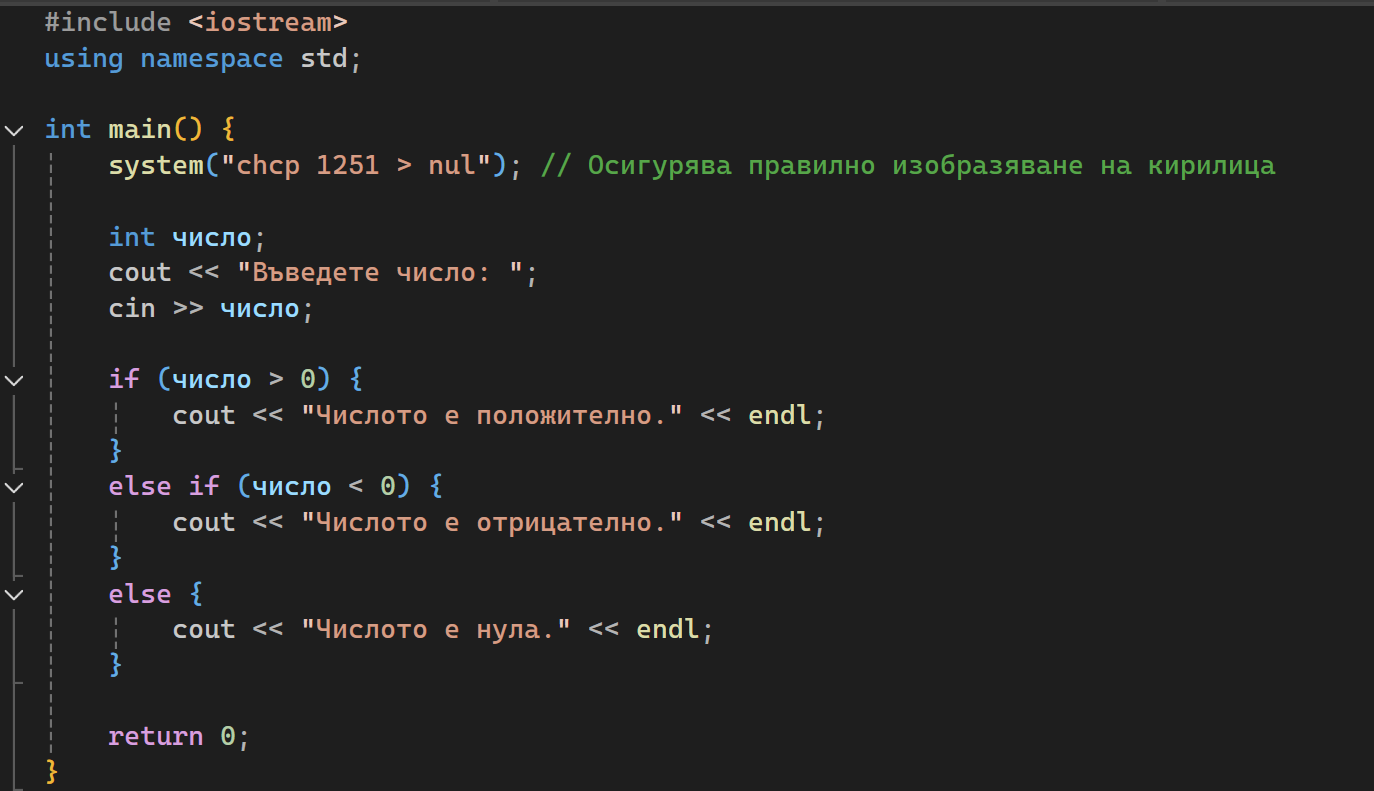 #include <iostream>
using namespace std;
int main() {
system("chcp 1251 > nul"); // Осигурява правилно изобразяване на кирилица
int число;
cout << "Въведете число: ";
cin >> число;
if (число > 0) {
cout << "Числото е положително." << endl;
}
else if (число < 0) {
cout << "Числото е отрицателно." << endl;
}
else {
cout << "Числото е нула." << endl;
}
return 0;
}